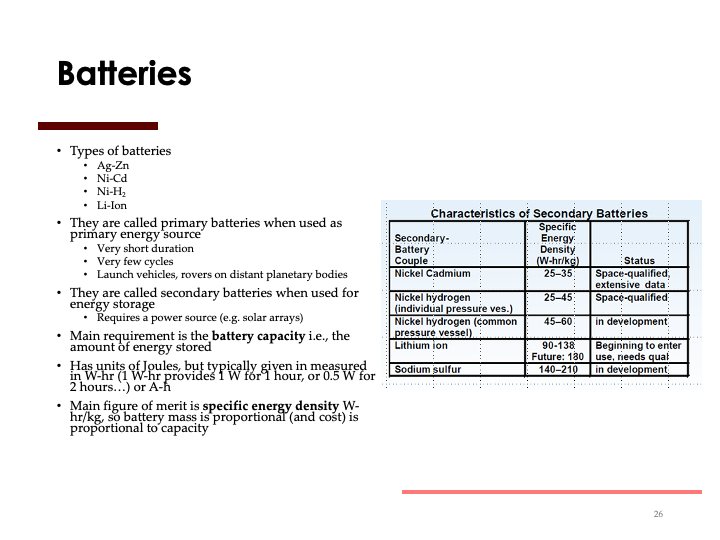 Batteries
• Types of batteries
• Ag-Zn
• Ni-Cd
• Ni-H₂
• Li-Ion
• They are called primary batteries when used as
primary energy source
• Very short duration
• Very few cycles
• Launch vehicles, rovers on distant planetary bodies
• They are called secondary batteries when used for
energy storage
• Requires a power source (e.g. solar arrays)
• Main requirement is the battery capacity i.e., the
amount of energy stored
• Has units of Joules, but typically given in measured
in W-hr (1 W-hr provides 1 W for 1 hour, or 0.5 W for
2 hours…) or A-h
• Main figure of merit is specific energy density W-
hr/kg, so battery mass is proportional (and cost) is
proportional to capacity
Characteristics of Secondary Batteries
Secondary-
Battery
Couple
Specific
Energy
Density
(W-hr/kg)
Status
Nickel Cadmium
25–35
Space-qualified,
extensive data
Nickel hydrogen
(individual pressure ves.)
25–45
Space-qualified
Nickel hydrogen (common
pressure vessel)
45–60
in development
Lithium ion
90-138
Future: 180
Beginning to enter
use, needs qual
Sodium sulfur
140–210
in development
26